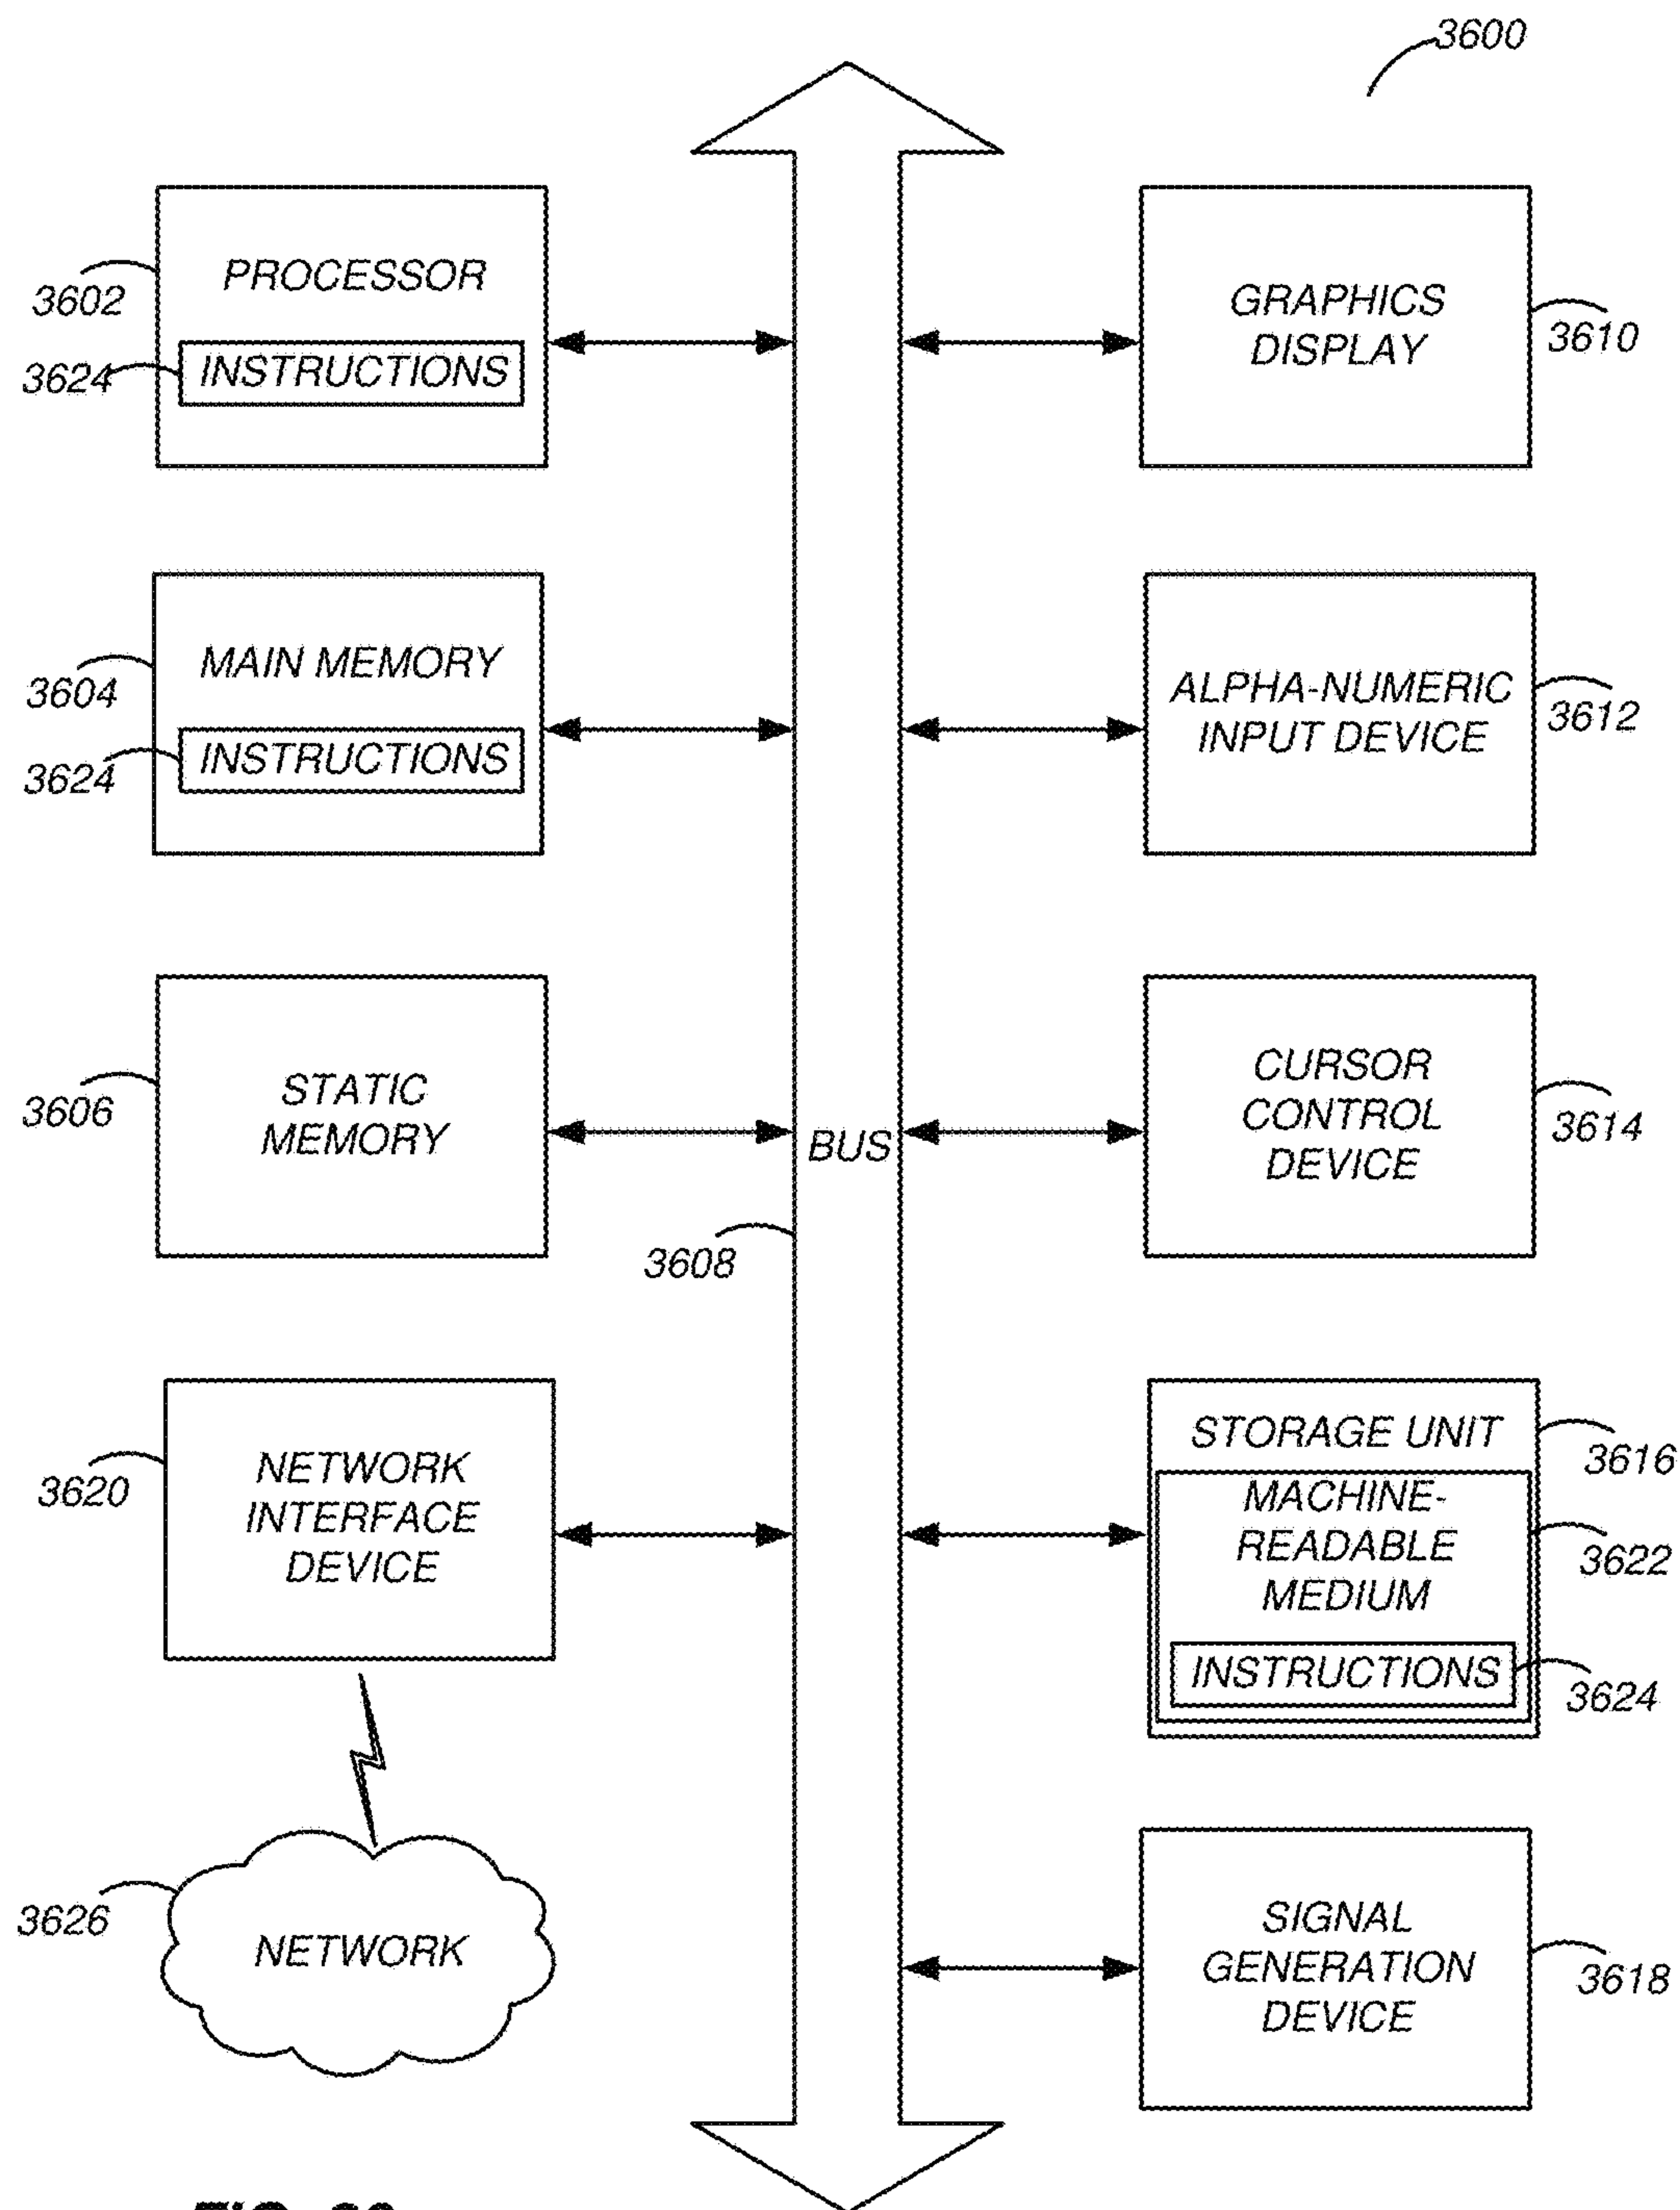 3600
PROCESSOR
3602
INSTRUCTIONS
3624
GRAPHICS
DISPLAY
3610
MAIN MEMORY
3604
INSTRUCTIONS
3624
ALPHA-NUMERIC
INPUT DEVICE
3612
STATIC
MEMORY
3606
BUS
3608
CURSOR
CONTROL
DEVICE
3614
NETWORK
INTERFACE
DEVICE
3620
STORAGE UNIT
3616
MACHINE-
READABLE
MEDIUM
3622
INSTRUCTIONS
3624
NETWORK
3626
SIGNAL
GENERATION
DEVICE
3618